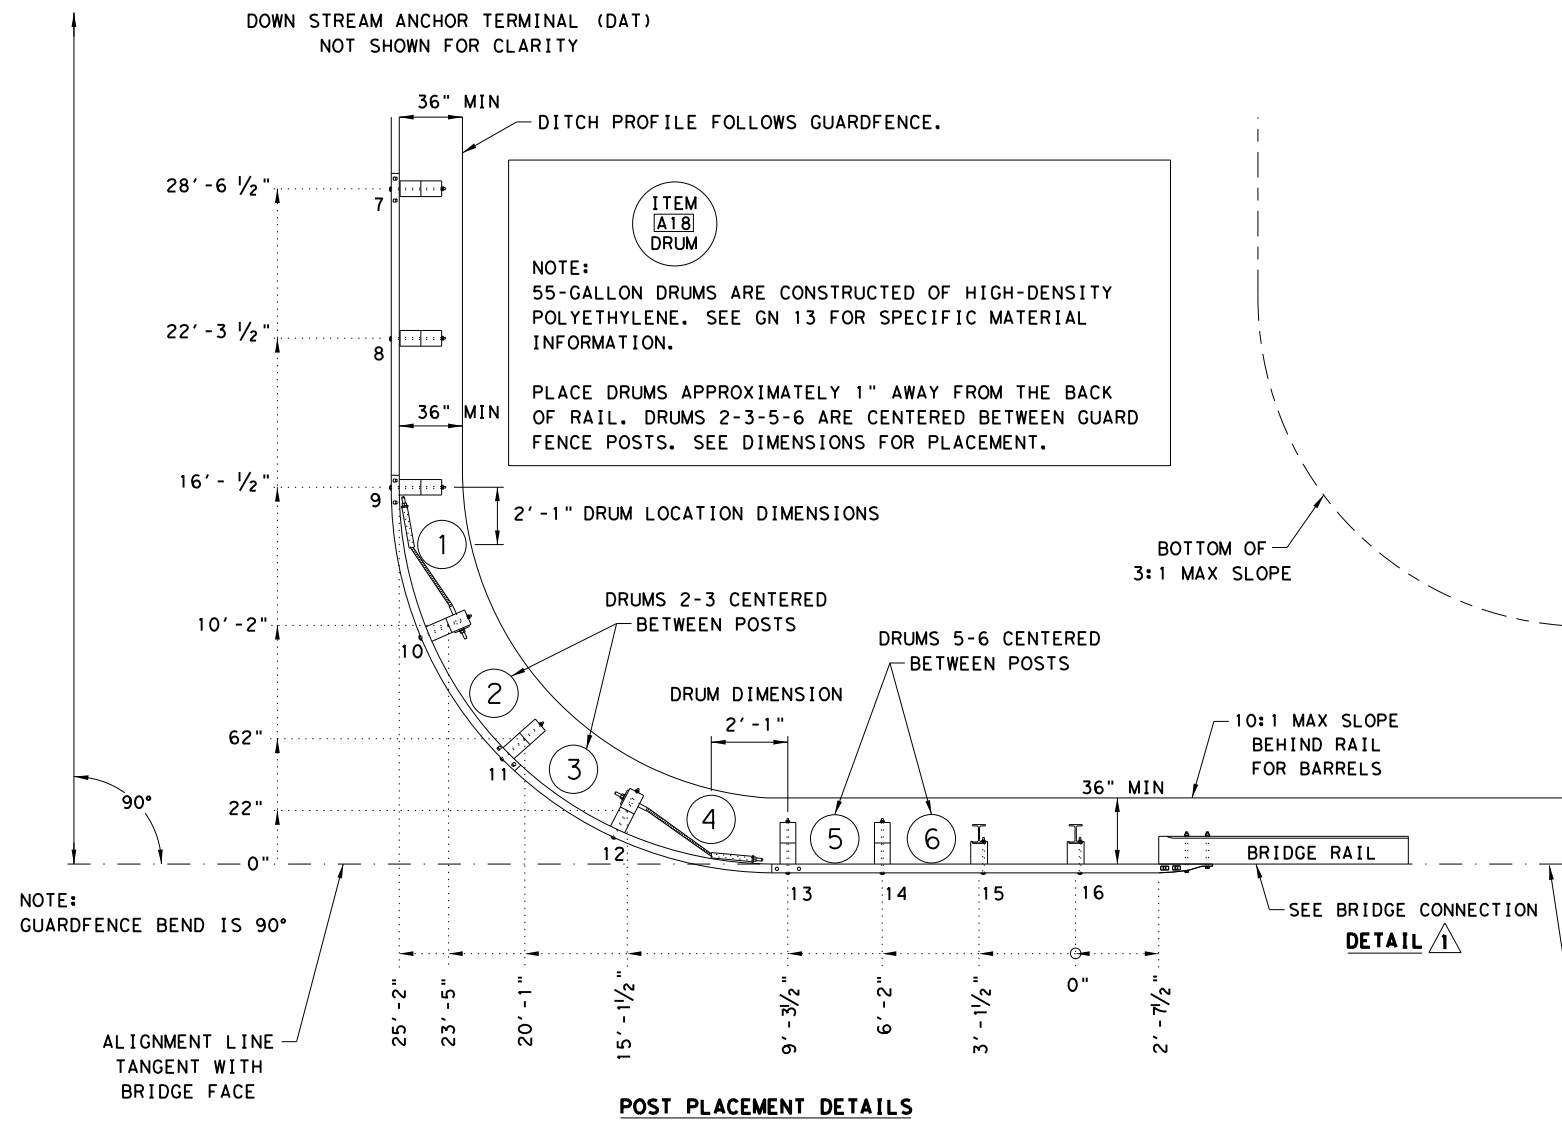 DOWN STREAM ANCHOR TERMINAL (DAT)
NOT SHOWN FOR CLARITY
36" MIN
DITCH PROFILE FOLLOWS GUARDFENCE.
28'-6 1/2"
7
ITEM
A18
DRUM
NOTE:
55-GALLON DRUMS ARE CONSTRUCTED OF HIGH-DENSITY
POLYETHYLENE. SEE GN 13 FOR SPECIFIC MATERIAL
INFORMATION.
PLACE DRUMS APPROXIMATELY 1" AWAY FROM THE BACK
OF RAIL. DRUMS 2-3-5-6 ARE CENTERED BETWEEN GUARD
FENCE POSTS. SEE DIMENSIONS FOR PLACEMENT.
22'-3 1/2"
8
36" MIN
16'- 1/2"
9
2'-1" DRUM LOCATION DIMENSIONS
1
BOTTOM OF
3:1 MAX SLOPE
DRUMS 2-3 CENTERED
BETWEEN POSTS
10'-2"
10
DRUMS 5-6 CENTERED
BETWEEN POSTS
2
DRUM DIMENSION
2'-1"
10:1 MAX SLOPE
BEHIND RAIL
FOR BARRELS
62"
11
3
36" MIN
90°
22"
4
5
6
12
0"
BRIDGE RAIL
13
14
15
16
NOTE:
GUARDFENCE BEND IS 90°
SEE BRIDGE CONNECTION
DETAIL 1
25'-2"
23'-5"
20'-1"
15'-1 1/2"
9'-3 1/2"
6'-2"
3'-1 1/2"
0"
2'-7 1/2"
ALIGNMENT LINE
TANGENT WITH
BRIDGE FACE
POST PLACEMENT DETAILS